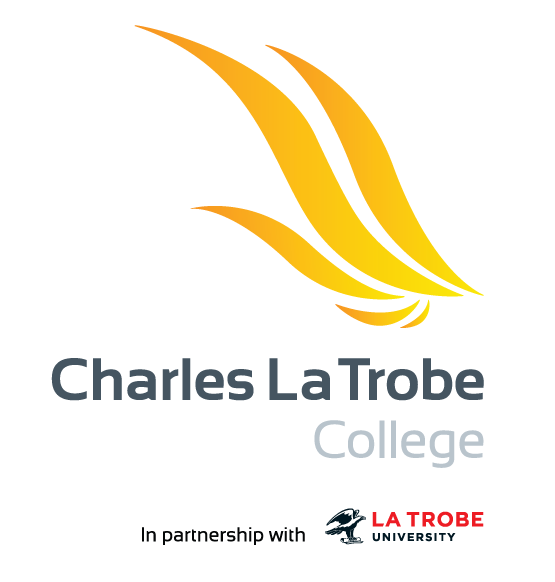 Charles La Trobe
College
In partnership with LA TROBE
UNIVERSITY